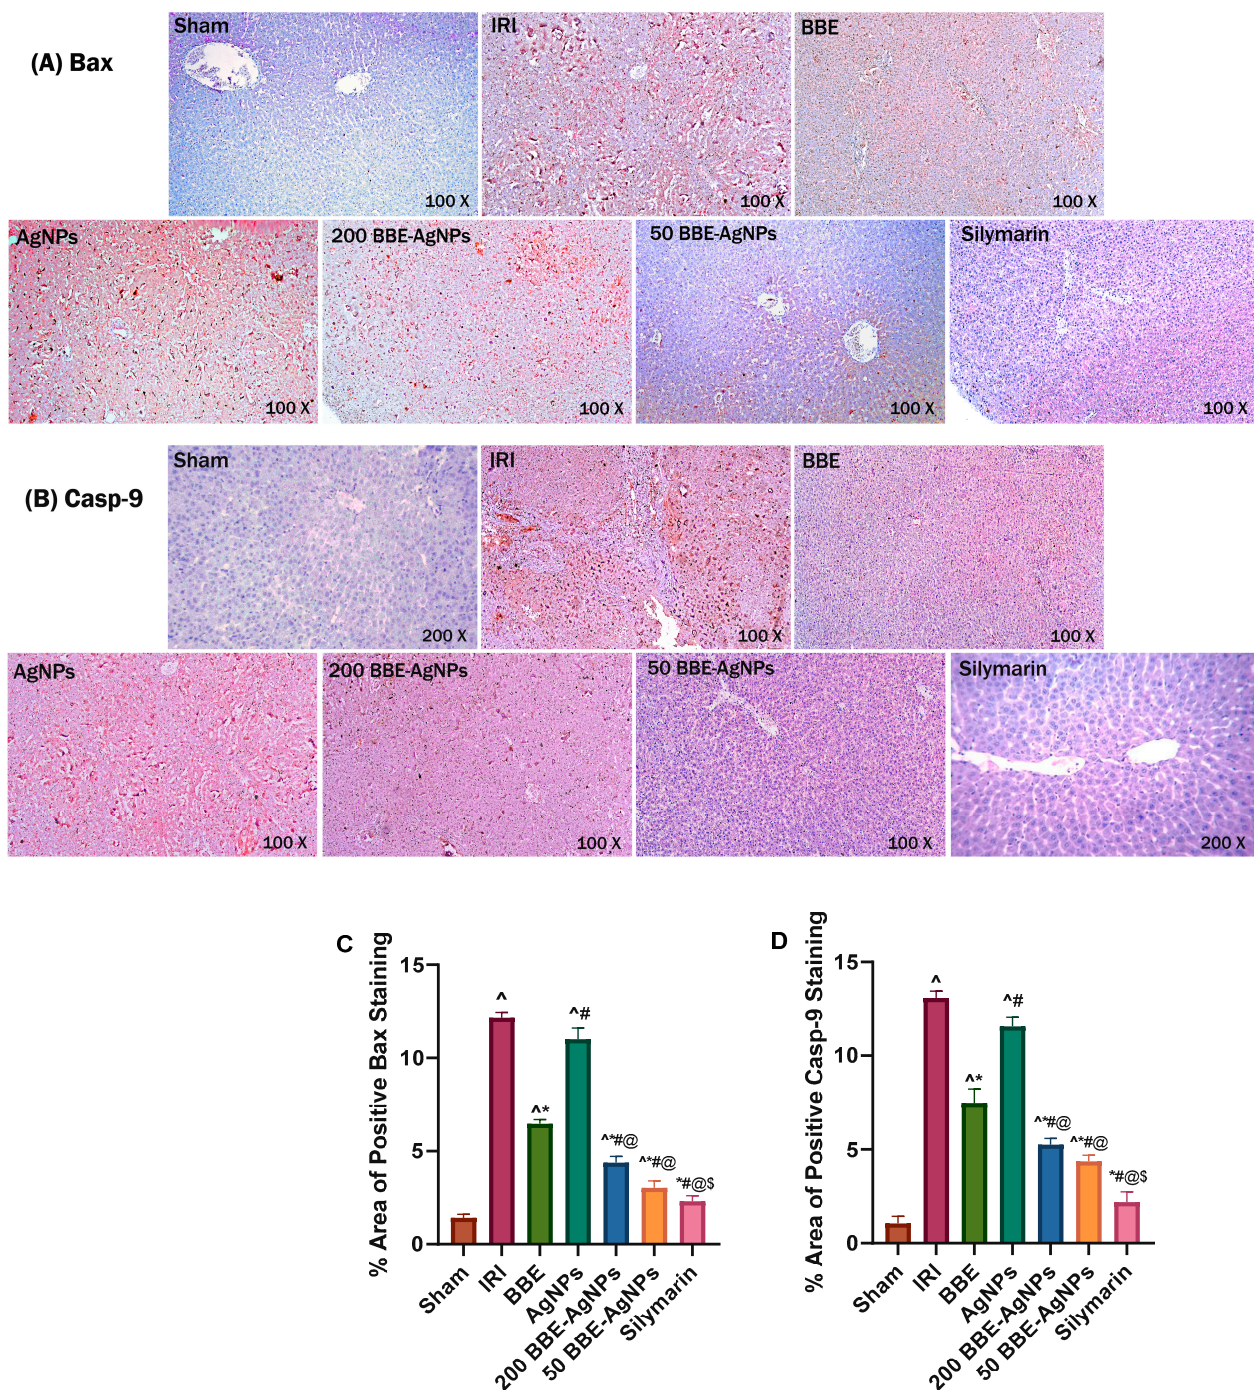 (A) Bax
Sham
100 X
IRI
100 X
BBE
100 X
AgNPs
100 X
200 BBE-AgNPs
100 X
50 BBE-AgNPs
100 X
Silymarin
100 X
(B) Casp-9
Sham
200 X
IRI
100 X
BBE
100 X
AgNPs
100 X
200 BBE-AgNPs
100 X
50 BBE-AgNPs
100 X
Silymarin
200 X
C
% Area of Positive Bax Staining
15
10
5
0
^
^*
^#
^*#@
^*#@
*#@$
Sham
IRI
BBE
AgNPs
200 BBE-AgNPs
50 BBE-AgNPs
Silymarin
D
% Area of Positive Casp-9 Staining
15
10
5
0
^
^*
^#
^*#@
^*#@
*#@$
Sham
IRI
BBE
AgNPs
200 BBE-AgNPs
50 BBE-AgNPs
Silymarin